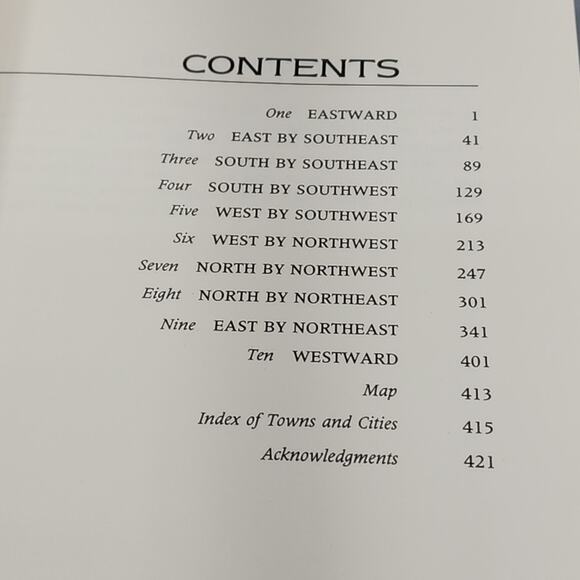 CONTENTS
One EASTWARD 1
Two EAST BY SOUTHEAST 41
Three SOUTH BY SOUTHEAST 89
Four SOUTH BY SOUTHWEST 129
Five WEST BY SOUTHWEST 169
Six WEST BY NORTHWEST 213
Seven NORTH BY NORTHWEST 247
Eight NORTH BY NORTHEAST 301
Nine EAST BY NORTHEAST 341
Ten WESTWARD 401
Map 413
Index of Towns and Cities 415
Acknowledgments 421